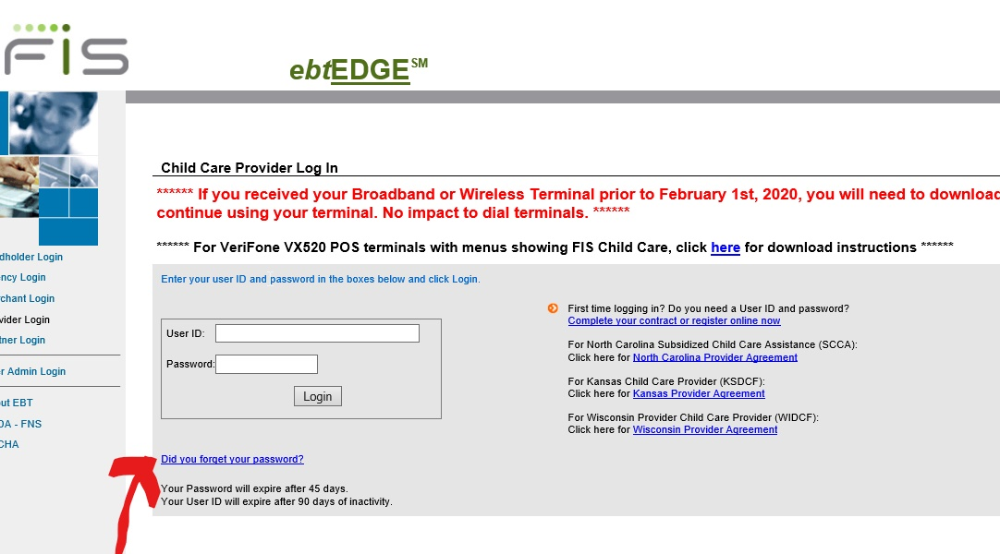 FIS
ebtEDGE SM
Child Care Provider Log In
****** If you received your Broadband or Wireless Terminal prior to February 1st, 2020, you will need to download
continue using your terminal. No impact to dial terminals. ******
****** For VeriFone VX520 POS terminals with menus showing FIS Child Care, click here for download instructions ******
dholder Login
ncy Login
rchant Login
vider Login
tner Login
r Admin Login
ut EBT
DA - FNS
CHA
Enter your user ID and password in the boxes below and click Login.
User ID:
Password:
Login
Did you forget your password?
Your Password will expire after 45 days.
Your User ID will expire after 90 days of inactivity.
First time logging in? Do you need a User ID and password?
Complete your contract or register online now
For North Carolina Subsidized Child Care Assistance (SCCA):
Click here for North Carolina Provider Agreement
For Kansas Child Care Provider (KSDCF):
Click here for Kansas Provider Agreement
For Wisconsin Provider Child Care Provider (WIDCF):
Click here for Wisconsin Provider Agreement